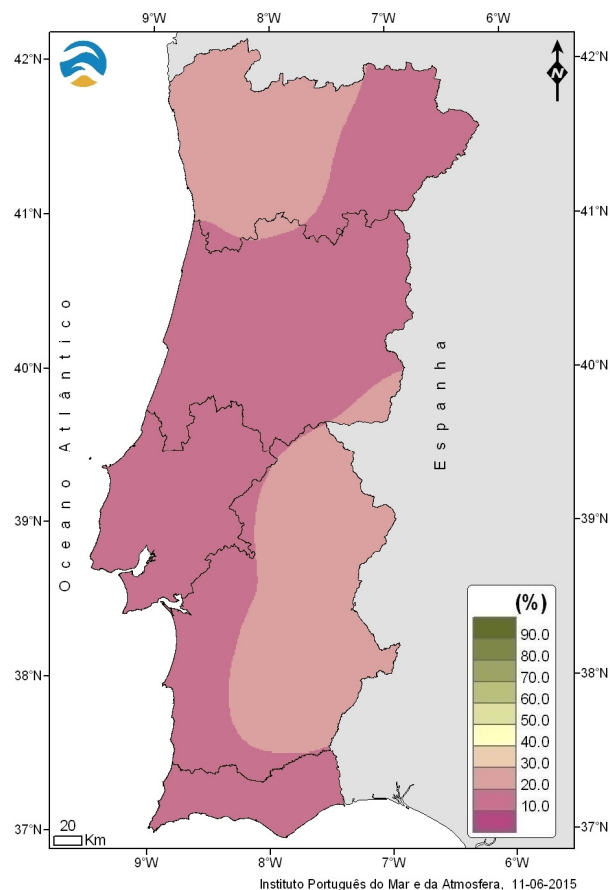 9°W 8°W 7°W 6°W
42°N 42°N
N
41°N 41°N
Oceano Atlântico
40°N 40°N
Espanha
39°N 39°N
(%)
90.0
80.0
70.0
60.0
50.0
40.0
30.0
20.0
10.0
38°N 38°N
37°N 37°N
20
Km
9°W 8°W 7°W 6°W
Instituto Português do Mar e da Atmosfera, 11-06-2015